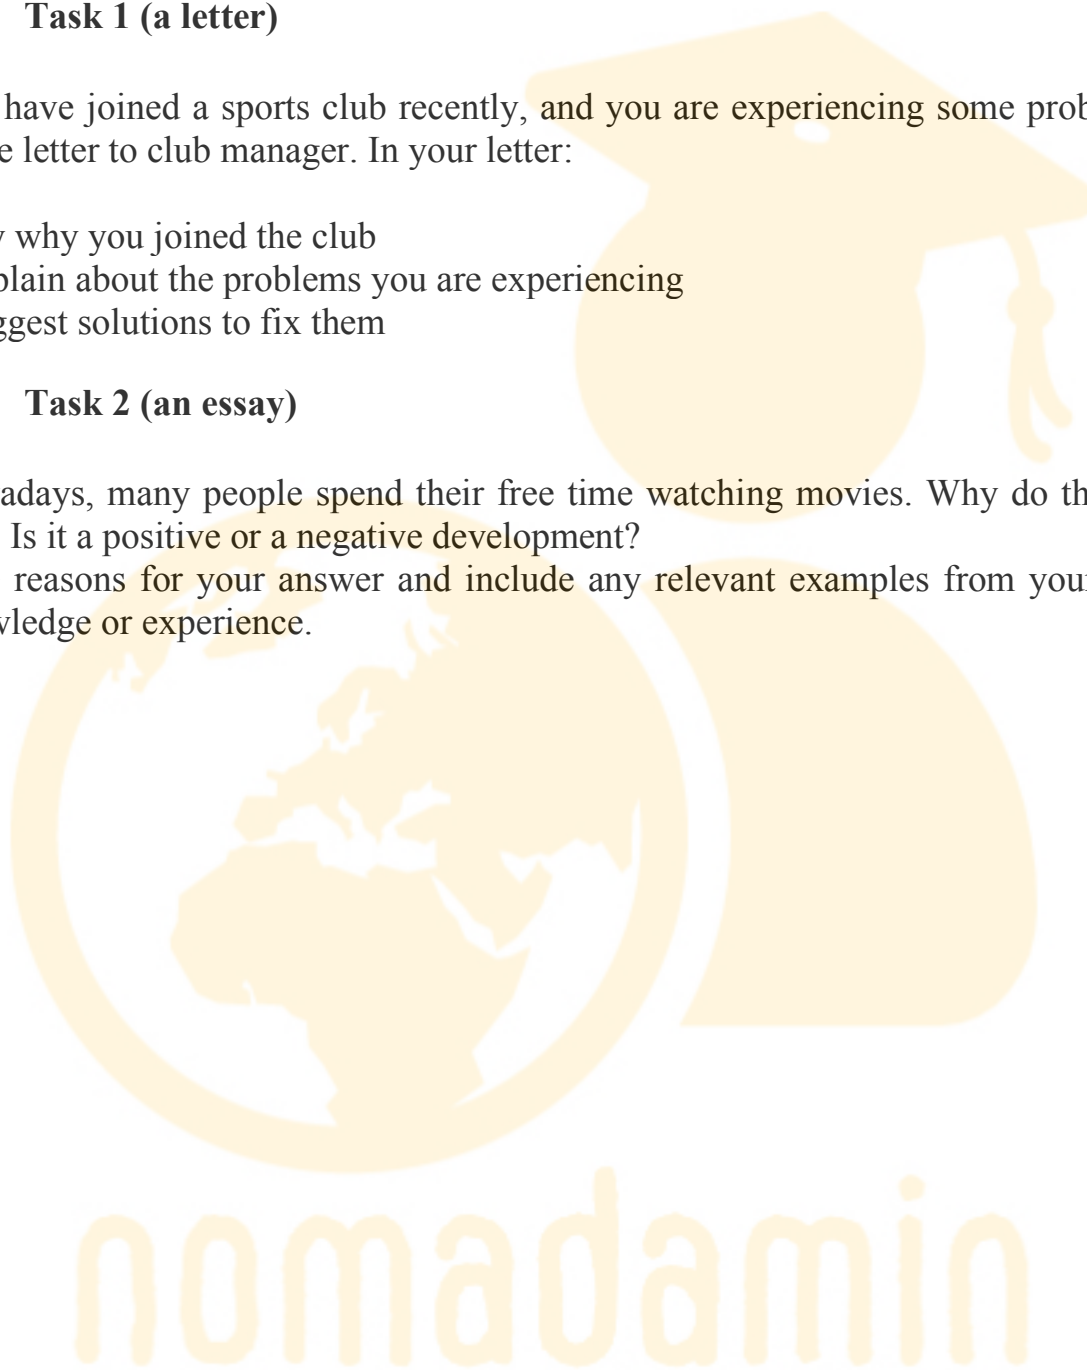 Task 1 (a letter)
have joined a sports club recently, and you are experiencing some prob
e letter to club manager. In your letter:
y why you joined the club
plain about the problems you are experiencing
ggest solutions to fix them
Task 2 (an essay)
adays, many people spend their free time watching movies. Why do th
Is it a positive or a negative development?
reasons for your answer and include any relevant examples from your
wledge or experience.
nomadamin